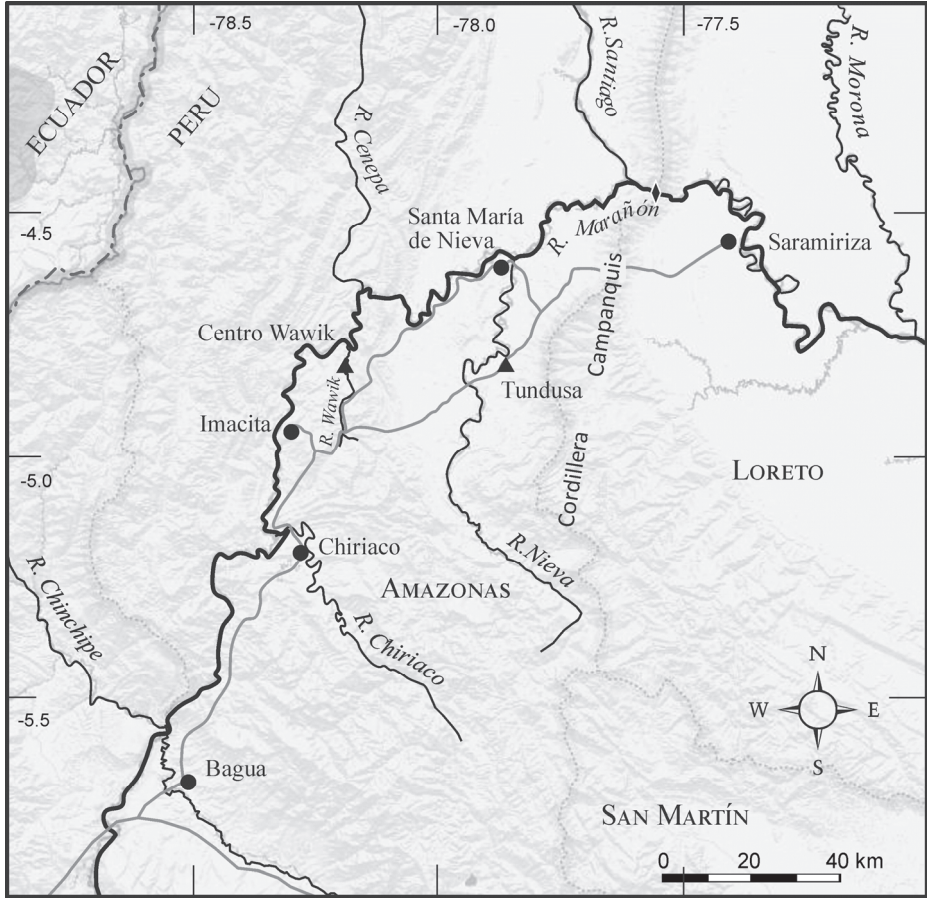 -78.5
-78.0
-77.5
ECUADOR
PERU
R. Cenepa
R. Santiago
R. Morona
-4.5
Santa María
de Nieva
R. Marañón
Saramiriza
Campanquis
Centro Wawik
R. Wawik
Tundusa
Imacita
Cordillera
LORETO
-5.0
Chiriaco
R. Nieva
AMAZONAS
R. Chinchipe
R. Chiriaco
N
W
E
S
-5.5
Bagua
SAN MARTÍN
0 20 40 km